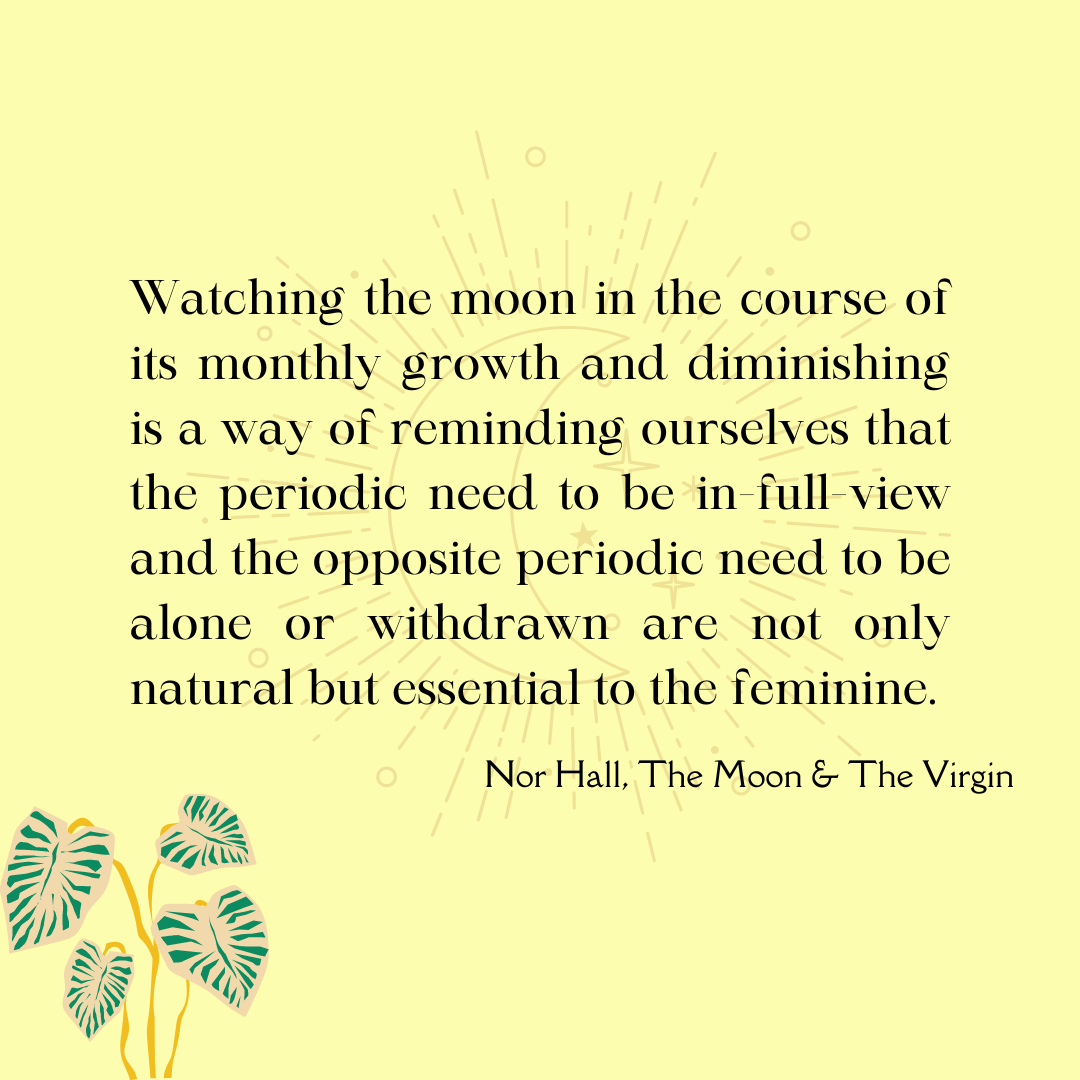 Watching the moon in the course of
its monthly growth and diminishing
is a way of reminding ourselves that
the periodic need to be in-full-view
and the opposite periodic need to be
alone or withdrawn are not only
natural but essential to the feminine.
Nor Hall, The Moon & The Virgin